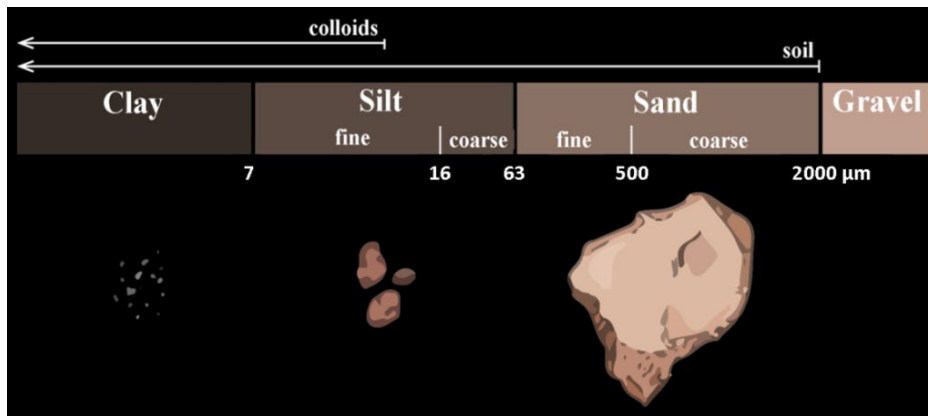 colloids
soil
Clay Silt Sand Gravel
fine coarse fine coarse
7 16 63 500 2000 µm